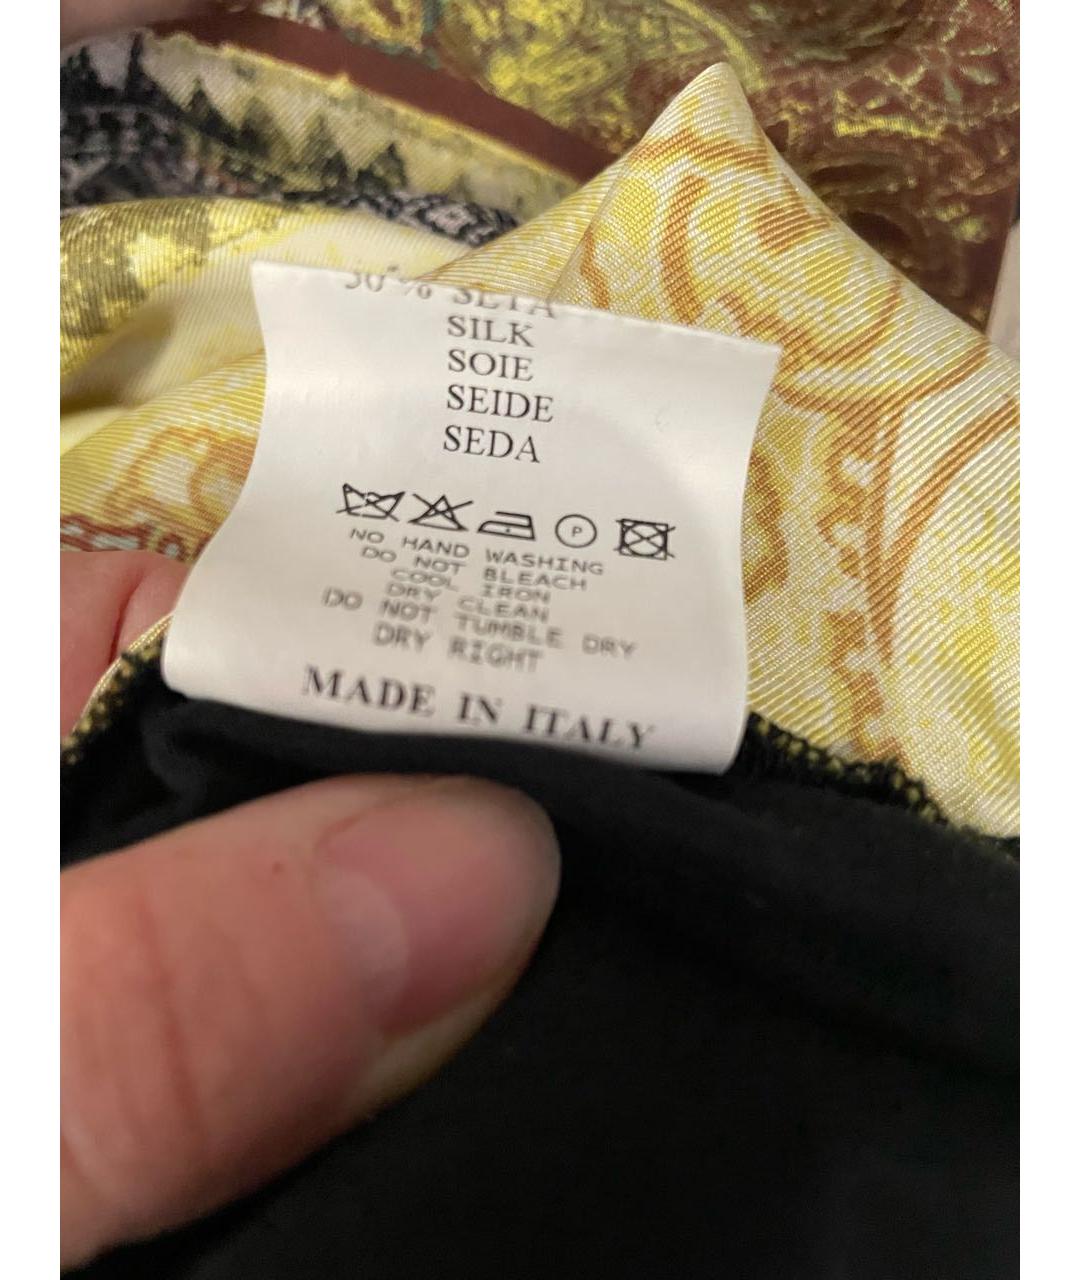 % SETA
SILK
SOIE
SEIDE
SEDA
P
NO HAND WASHING
DO NOT BLEACH
COOL IRON
DRY CLEAN
DO NOT TUMBLE DRY
DRY RIGHT
MADE IN ITALY